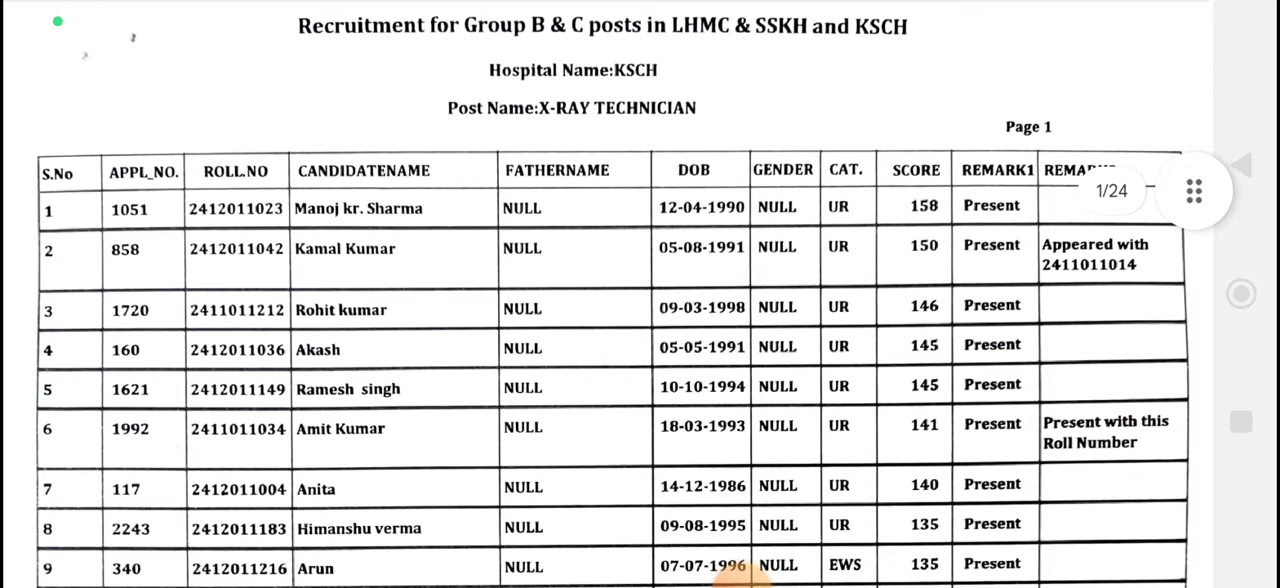 Recruitment for Group B & C posts in LHMC & SSKH and KSCH
Hospital Name:KSCH
Post Name:X-RAY TECHNICIAN
Page 1
S.No APPL_NO. ROLL.NO CANDIDATENAME FATHERNAME DOB GENDER CAT. SCORE REMARK1
1/24
1 1051 2412011023 Manoj kr. Sharma NULL 12-04-1990 NULL UR 158 Present
2 858 2412011042 Kamal Kumar NULL 05-08-1991 NULL UR 150 Present Appeared with
2411011014
3 1720 2411011212 Rohit kumar NULL 09-03-1998 NULL UR 146 Present
4 160 2412011036 Akash NULL 05-05-1991 NULL UR 145 Present
5 1621 2412011149 Ramesh singh NULL 10-10-1994 NULL UR 145 Present
6 1992 2411011034 Amit Kumar NULL 18-03-1993 NULL UR 141 Present Present with this
Roll Number
7 117 2412011004 Anita NULL 14-12-1986 NULL UR 140 Present
8 2243 2412011183 Himanshu verma NULL 09-08-1995 NULL UR 135 Present
9 340 2412011216 Arun NULL 07-07-1996 NULL EWS 135 Present